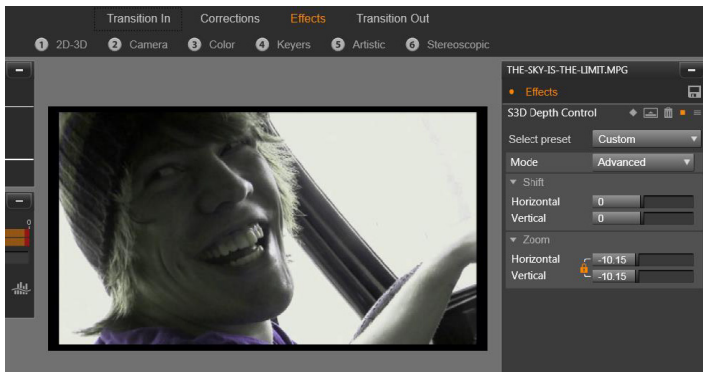 Transition In Corrections Effects Transition Out
1 2D-3D 2 Camera 3 Color 4 Keyers 5 Artistic 6 Stereoscopic
THE-SKY-IS-THE-LIMIT.MPG
Effects
S3D Depth Control
Select preset Custom
Mode Advanced
Shift
Horizontal 0
Vertical 0
Zoom
Horizontal -10.15
Vertical -10.15
0